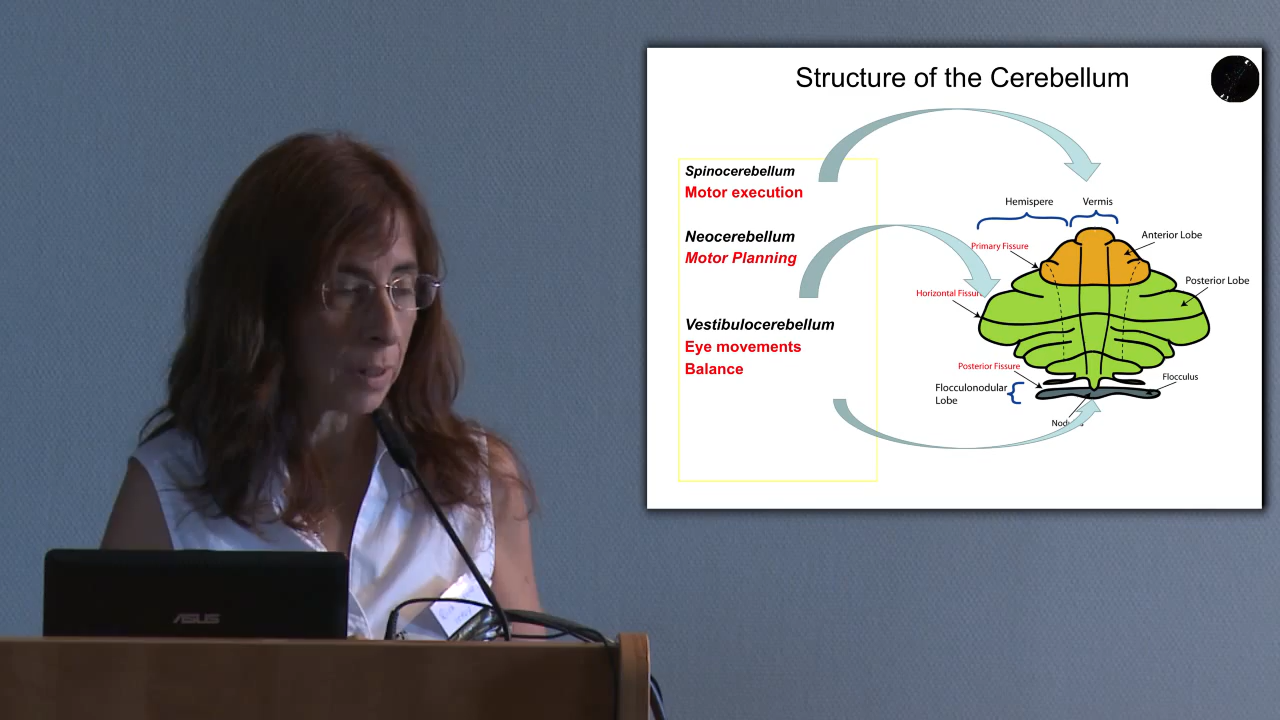 Structure of the Cerebellum
Spinocerebellum
Motor execution
Neocerebellum
Motor Planning
Vestibulocerebellum
Eye movements
Balance
Hemispere
Vermis
Primary Fissure
Anterior Lobe
Horizontal
Posterior Lobe
Posterior Fissure
Flocculonodular
Lobe
Flocculus
ASUS